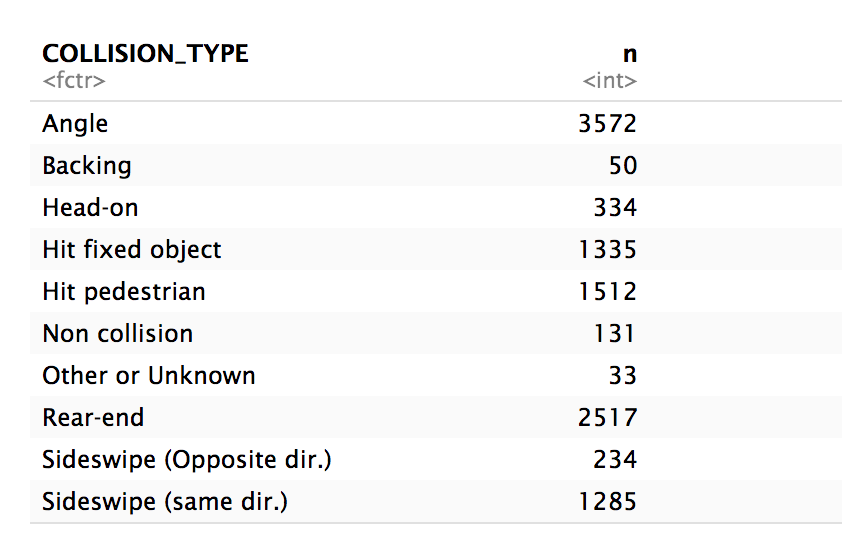 COLLISION_TYPE n
<fctr> <int>
Angle 3572
Backing 50
Head-on 334
Hit fixed object 1335
Hit pedestrian 1512
Non collision 131
Other or Unknown 33
Rear-end 2517
Sideswipe (Opposite dir.) 234
Sideswipe (same dir.) 1285